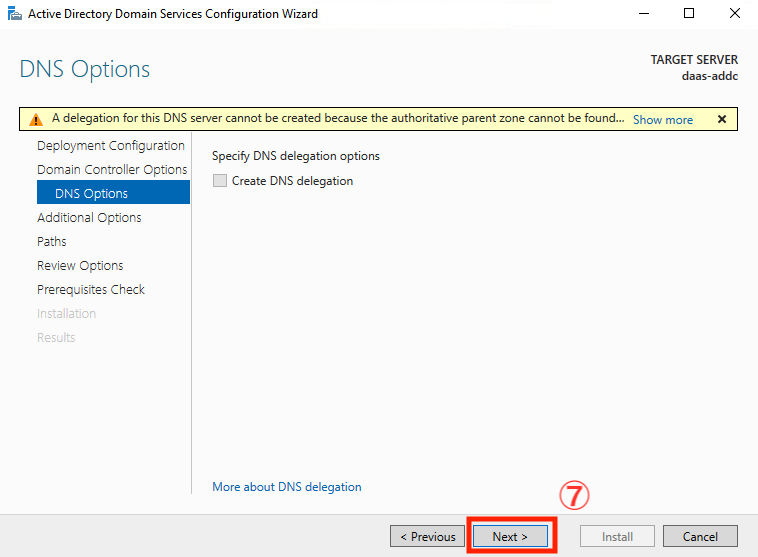 Active Directory Domain Services Configuration Wizard
DNS Options
TARGET SERVER
daas-addc
A delegation for this DNS server cannot be created because the authoritative parent zone cannot be found... Show more
Deployment Configuration
Domain Controller Options
DNS Options
Additional Options
Paths
Review Options
Prerequisites Check
Installation
Results
Specify DNS delegation options
Create DNS delegation
More about DNS delegation
⑦
< Previous
Next >
Install
Cancel